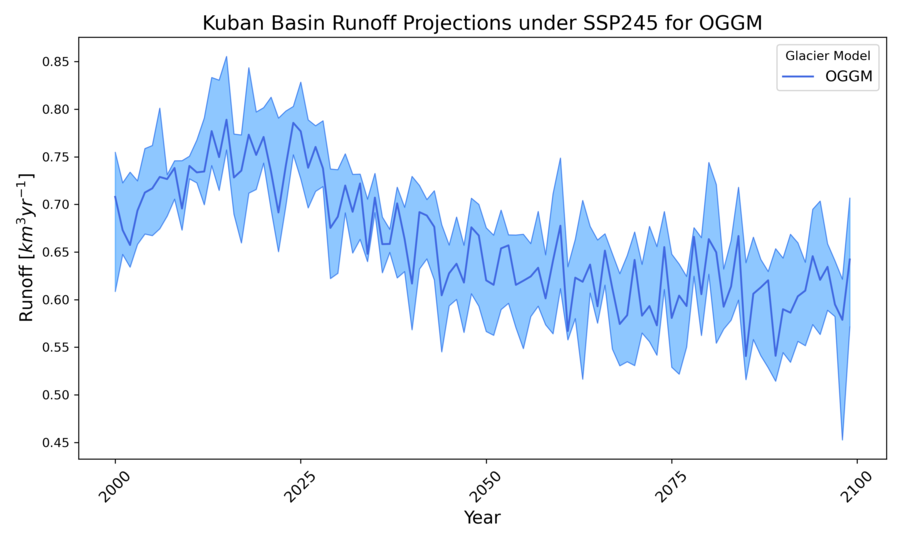 Kuban Basin Runoff Projections under SSP245 for OGGM
Glacier Model
OGGM
Runoff [km³yr⁻¹]
0.85
0.80
0.75
0.70
0.65
0.60
0.55
0.50
0.45
2000
2025
2050
2075
2100
Year